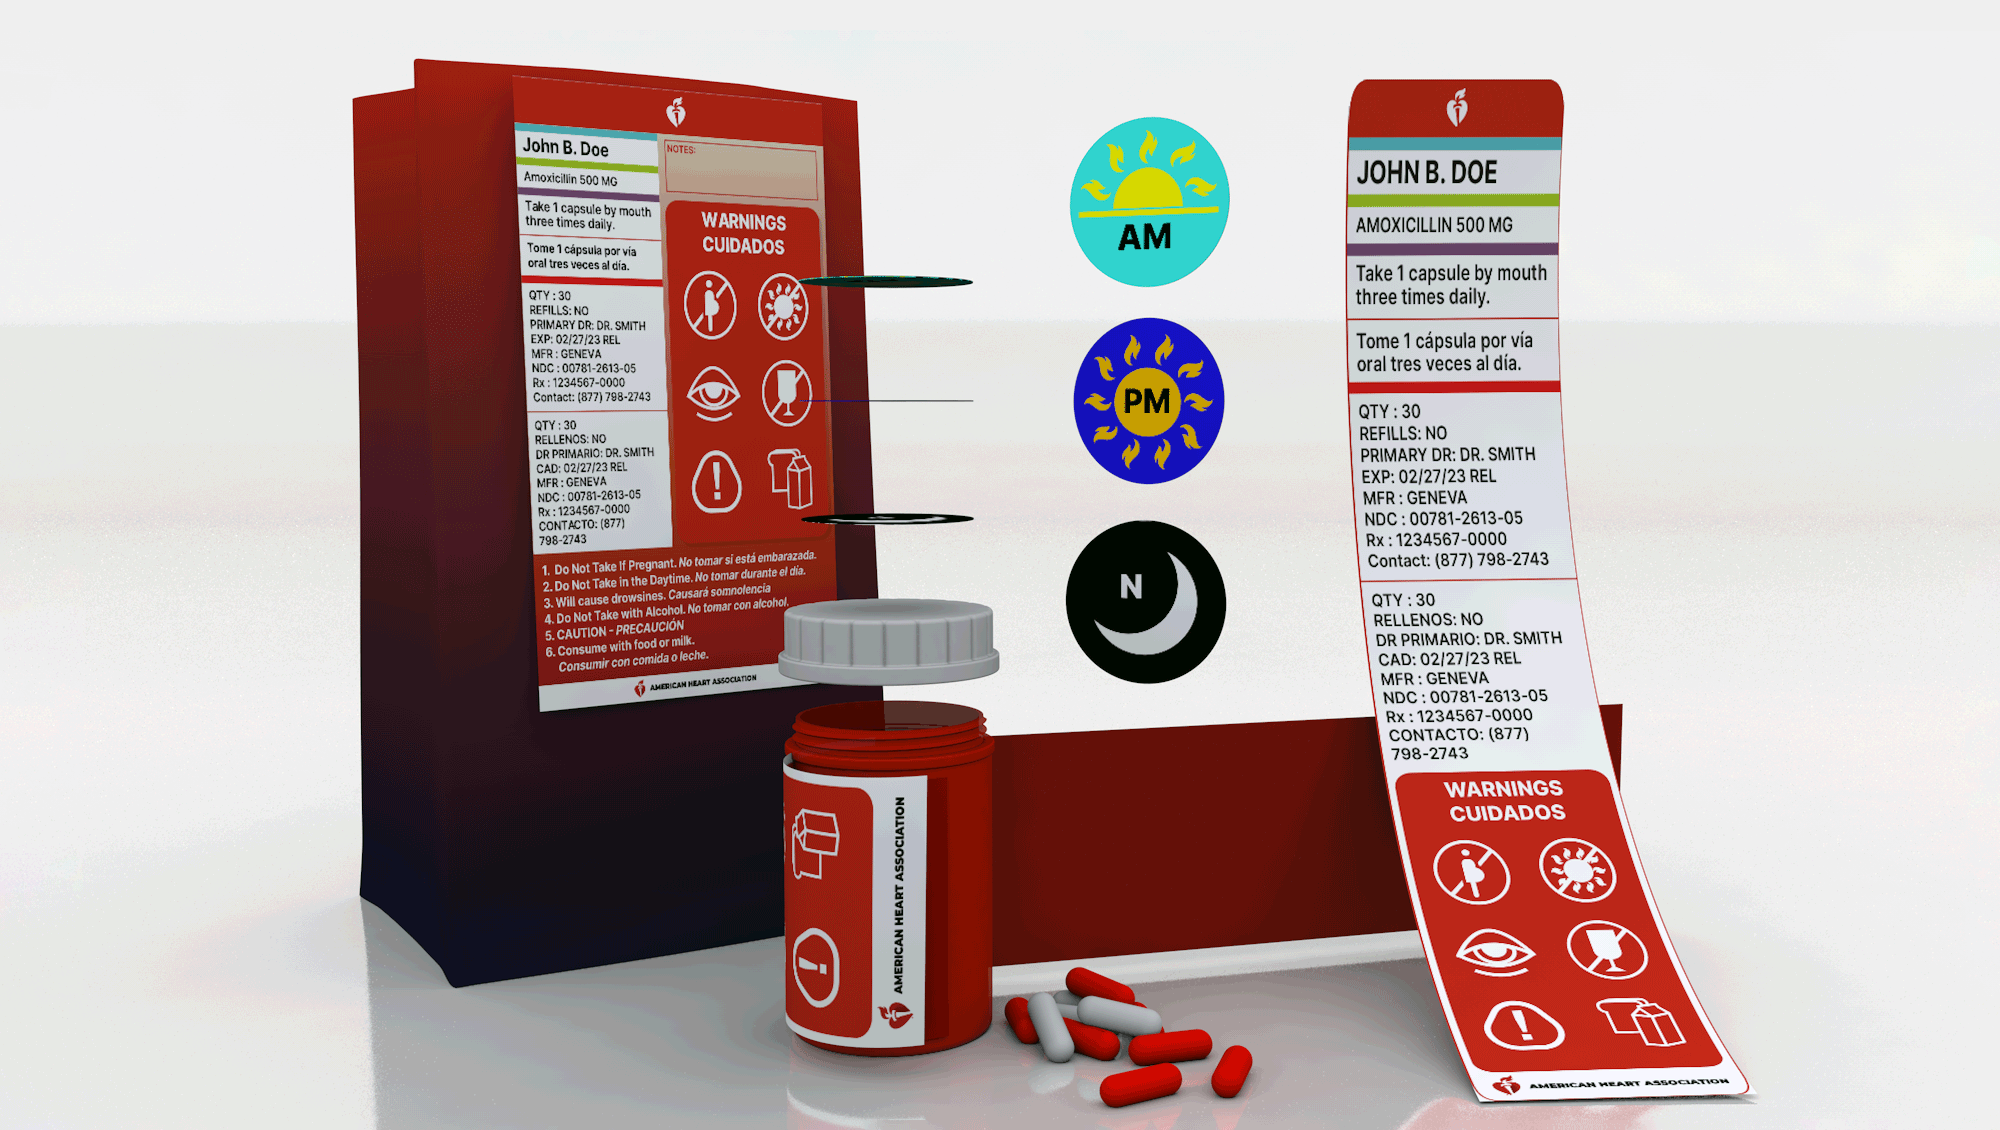 John B. Doe
Amoxicillin 500 MG
Take 1 capsule by mouth
three times daily.
Tome 1 cápsula por vía
oral tres veces al día.
QTY : 30
REFILLS: NO
PRIMARY DR: DR. SMITH
EXP: 02/27/23 REL
MFR : GENEVA
NDC : 00781-2613-05
Rx : 1234567-0000
Contact: (877) 798-2743
QTY : 30
RELLENOS: NO
DR PRIMARIO: DR. SMITH
CAD: 02/27/23 REL
MFR : GENEVA
NDC : 00781-2613-05
Rx : 1234567-0000
CONTACTO: (877)
798-2743
NOTES:
WARNINGS
CUIDADOS
1. Do Not Take If Pregnant. No tomar si está embarazada.
2. Do Not Take in the Daytime. No tomar durante el día.
3. Will cause drowsines. Causará somnolencia
4. Do Not Take with Alcohol. No tomar con alcohol.
5. CAUTION - PRECAUCIÓN
6. Consume with food or milk.
Consumir con comida o leche.
AMERICAN HEART ASSOCIATION
AMERICAN HEART ASSOCIATION
AM
PM
N
JOHN B. DOE
AMOXICILLIN 500 MG
Take 1 capsule by mouth
three times daily.
Tome 1 cápsula por vía
oral tres veces al día.
QTY : 30
REFILLS: NO
PRIMARY DR: DR. SMITH
EXP: 02/27/23 REL
MFR : GENEVA
NDC : 00781-2613-05
Rx : 1234567-0000
Contact: (877) 798-2743
QTY : 30
RELLENOS: NO
DR PRIMARIO: DR. SMITH
CAD: 02/27/23 REL
MFR : GENEVA
NDC : 00781-2613-05
Rx : 1234567-0000
CONTACTO: (877)
798-2743
WARNINGS
CUIDADOS
AMERICAN HEART ASSOCIATION